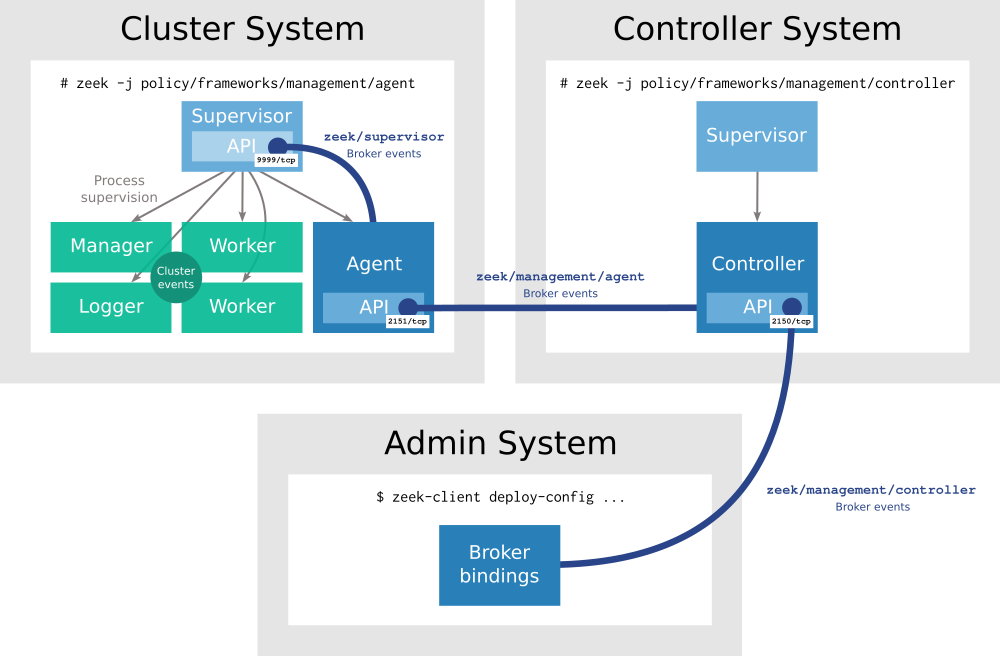 Cluster System
# zeek -j policy/frameworks/management/agent
Supervisor
API
9999/tcp
zeek/supervisor
Broker events
Process
supervision
Manager
Worker
Cluster
events
Logger
Worker
Agent
API
2151/tcp
zeek/management/agent
Broker events
Controller System
# zeek -j policy/frameworks/management/controller
Supervisor
Controller
API
2150/tcp
Admin System
$ zeek-client deploy-config ...
Broker
bindings
zeek/management/controller
Broker events